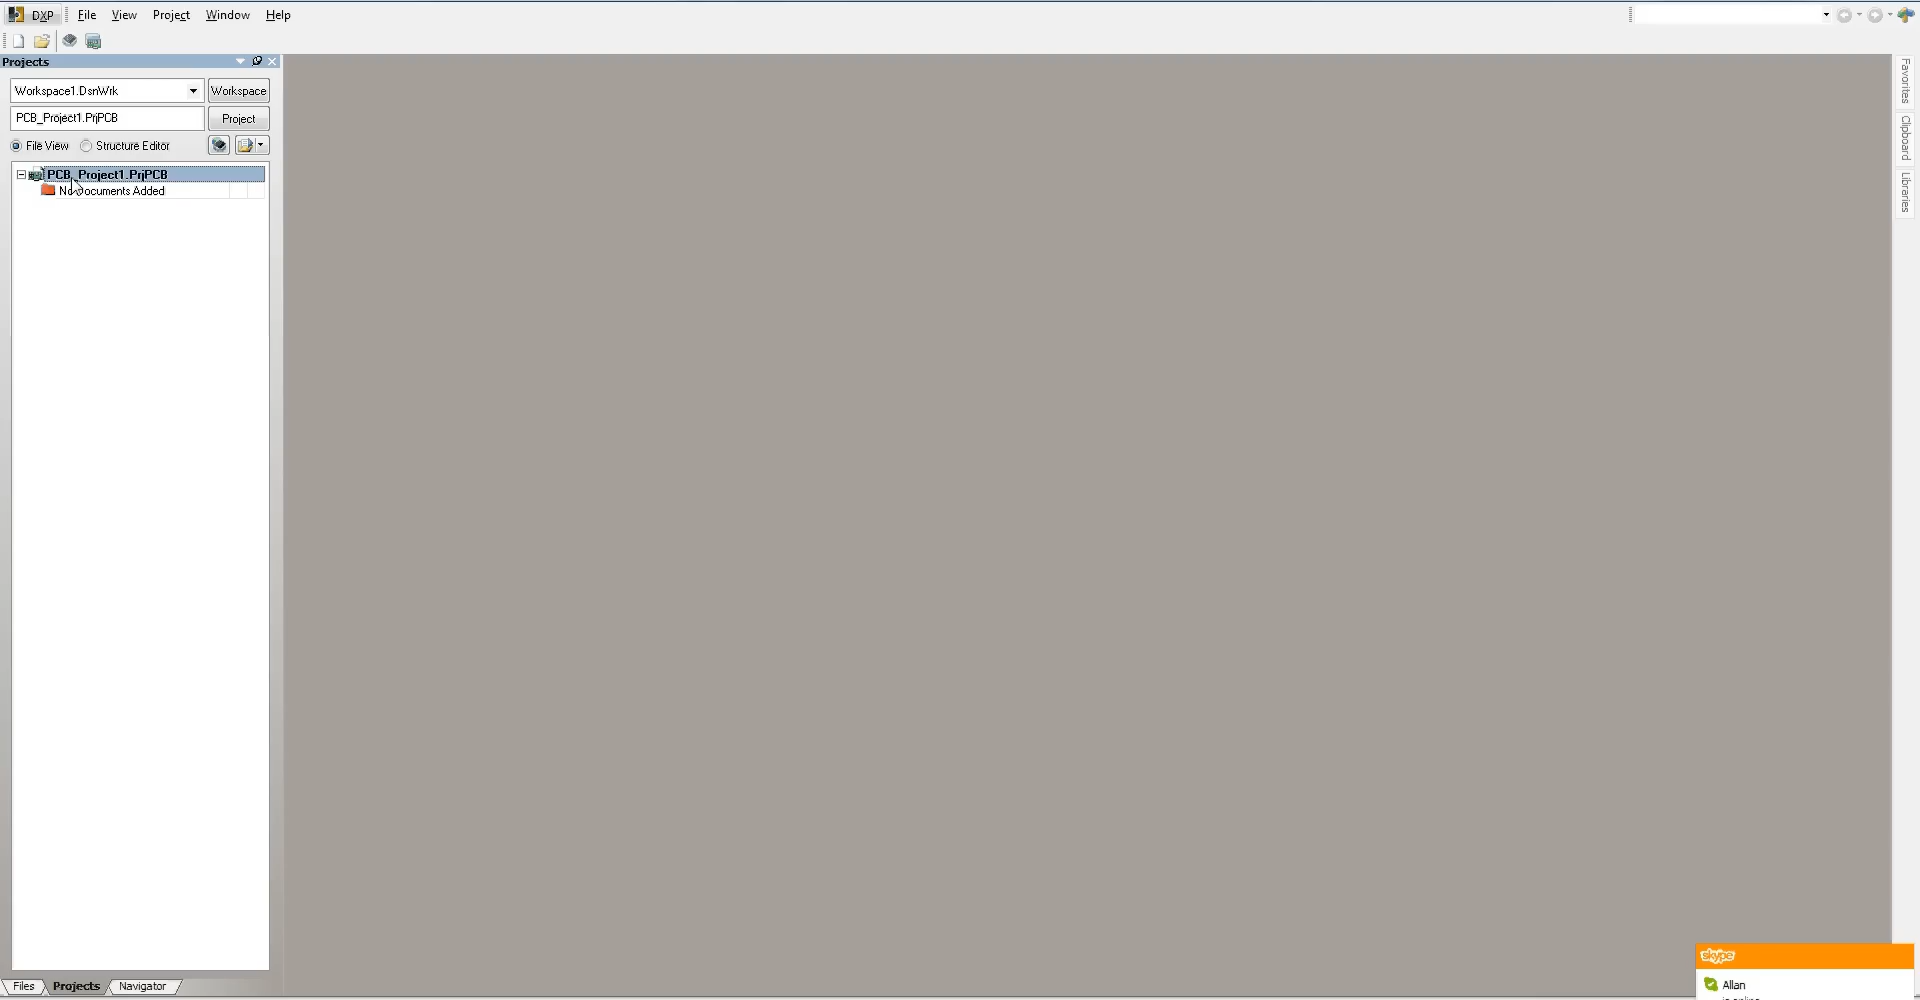 DXP File View Project Window Help
Projects
Workspace1.DsnWrk Workspace
PCB_Project1.PrjPCB Project
File View Structure Editor
PCB_Project1.PrjPCB
No Documents Added
Favorites
Clipboard
Libraries
Files Projects Navigator
skype
Allan